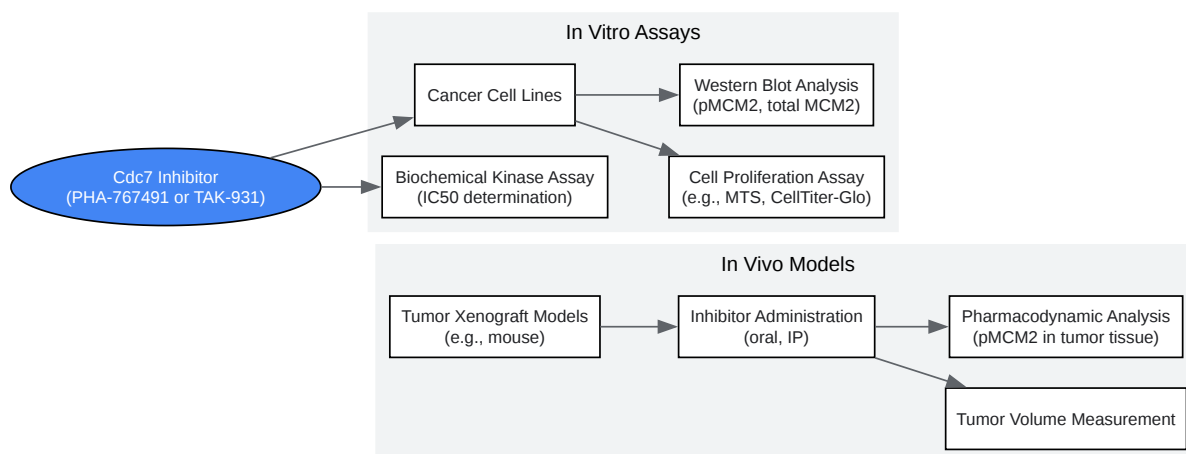 In Vitro Assays
Cancer Cell Lines
Western Blot Analysis
(pMCM2, total MCM2)
Cdc7 Inhibitor
(PHA-767491 or TAK-931)
Biochemical Kinase Assay
(IC50 determination)
Cell Proliferation Assay
(e.g., MTS, CellTiter-Glo)
In Vivo Models
Tumor Xenograft Models
(e.g., mouse)
Inhibitor Administration
(oral, IP)
Pharmacodynamic Analysis
(pMCM2 in tumor tissue)
Tumor Volume Measurement